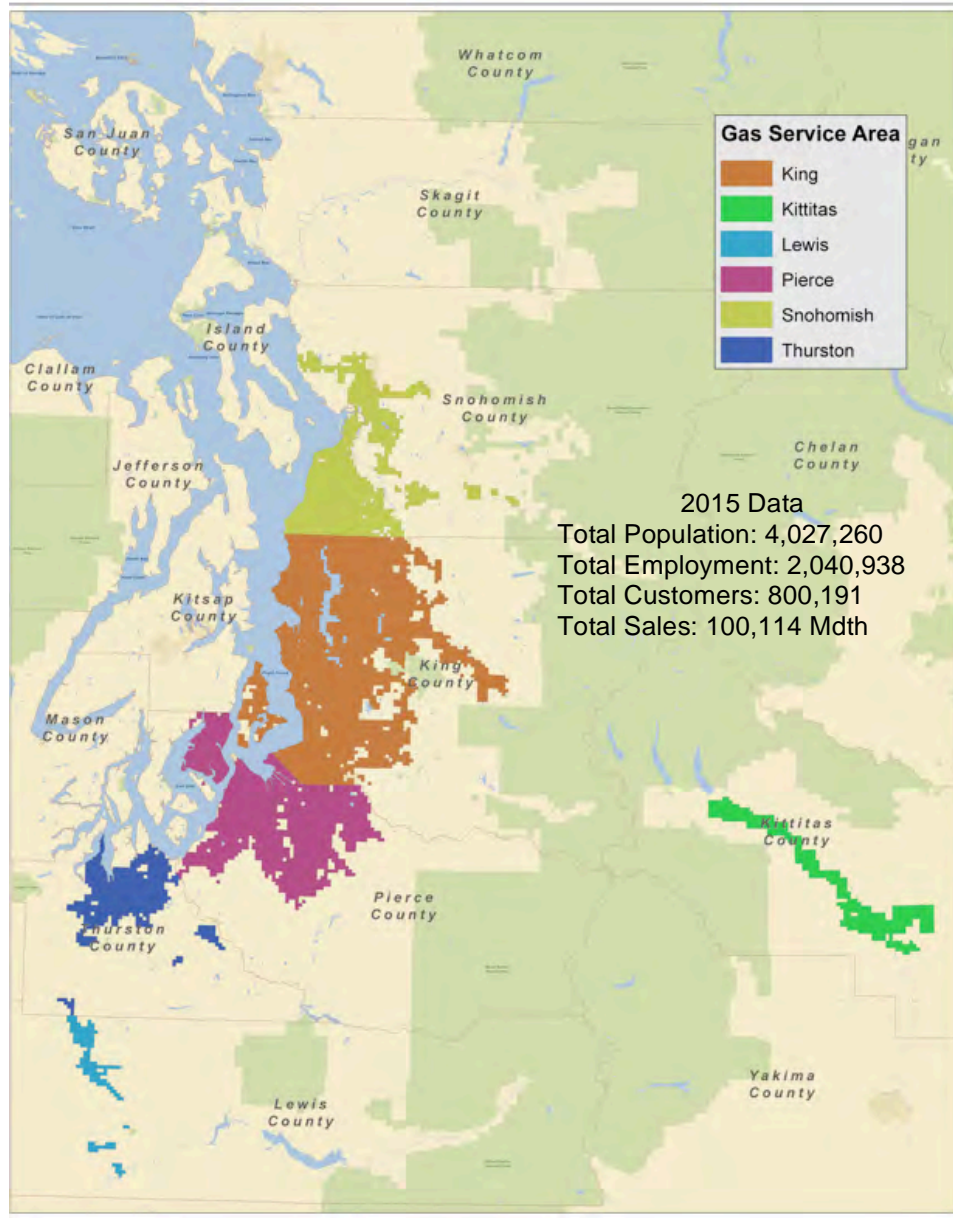 Whatcom
County
San Juan
County
Gas Service Area
King
Kittitas
Lewis
Pierce
Snohomish
Thurston
gan
ty
Skagit
County
Island
County
Clallam
County
Snohomish
County
Chelan
County
Jefferson
County
2015 Data
Total Population: 4,027,260
Total Employment: 2,040,938
Total Customers: 800,191
Total Sales: 100,114 Mdth
Kitsap
County
King
County
Mason
County
Kittitas
County
Pierce
County
Thurston
County
Yakima
County
Lewis
County